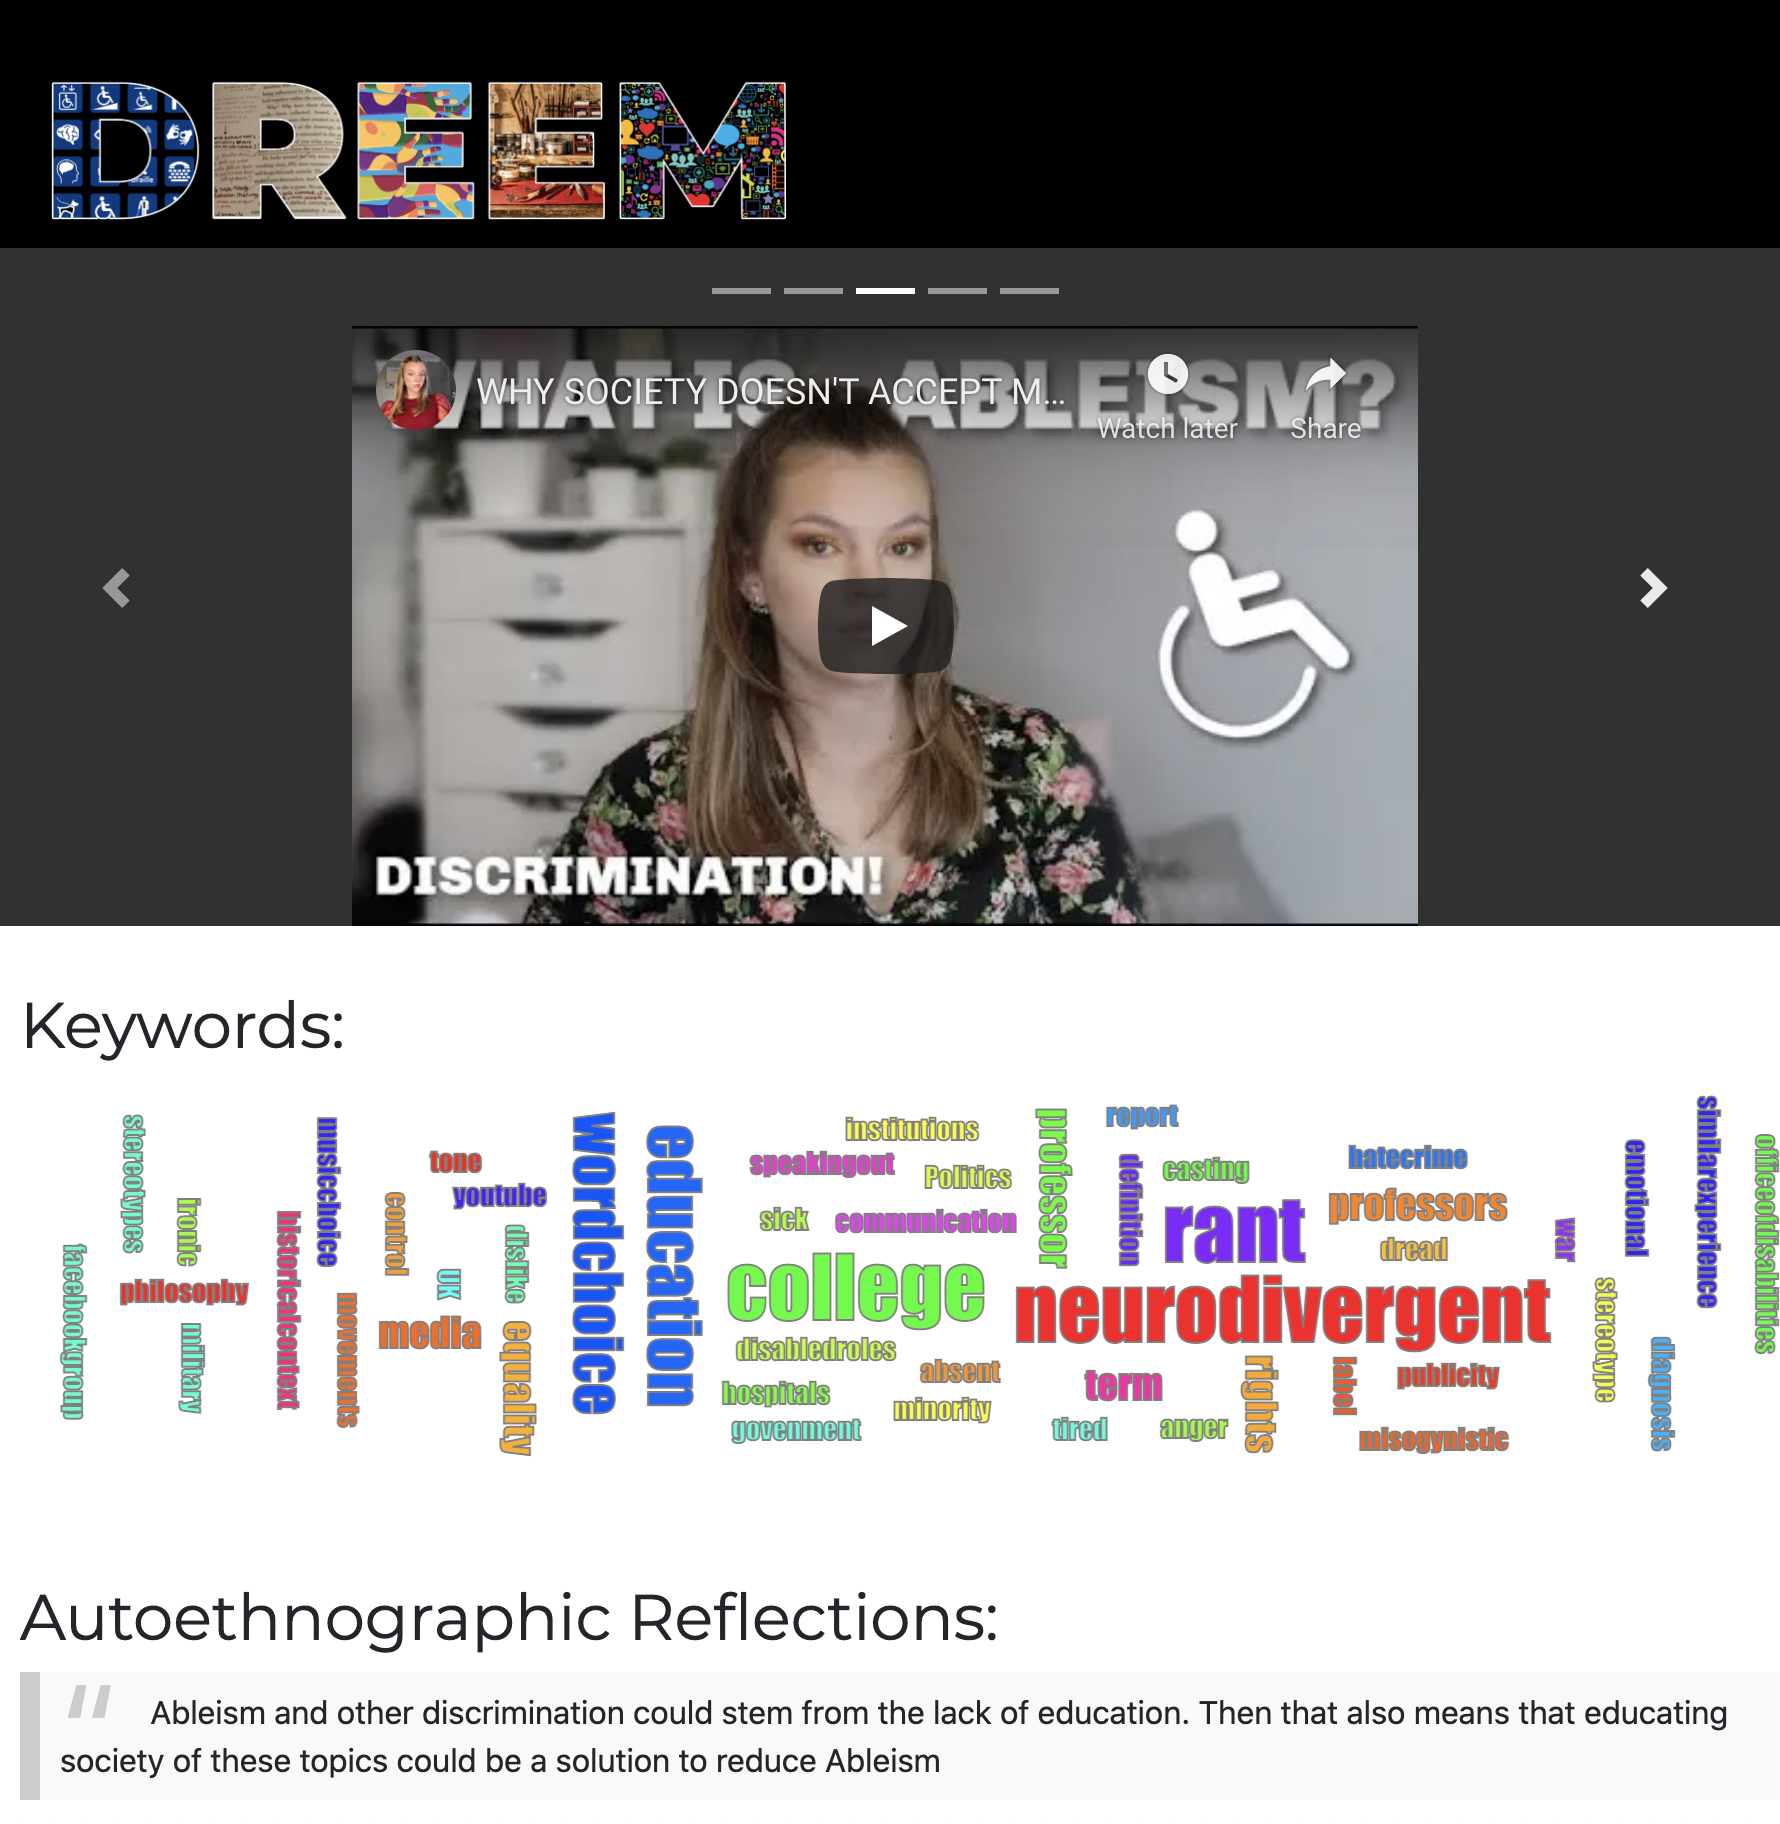 DREEM
WHAT IS ABLEISM?
WHY SOCIETY DOESN'T ACCEPT M...
Watch later
Share
DISCRIMINATION!
Keywords:
facebookgroup
stereotypes
philosophy
ironic
military
historicalcontext
musicchoice
movements
control
tone
youtube
UK
media
dislike
equality
wordchoice
education
institutions
speakingout
Politics
sick
communication
college
disabledroles
absent
hospitals
minority
govenment
professor
report
definition
casting
rant
hatecrime
professors
dread
neurodivergent
term
tired
anger
rights
label
publicity
misogynistic
war
stereotype
emotional
diagnosis
similarexperience
officeofdisabilities
Autoethnographic Reflections:
" Ableism and other discrimination could stem from the lack of education. Then that also means that educating
society of these topics could be a solution to reduce Ableism